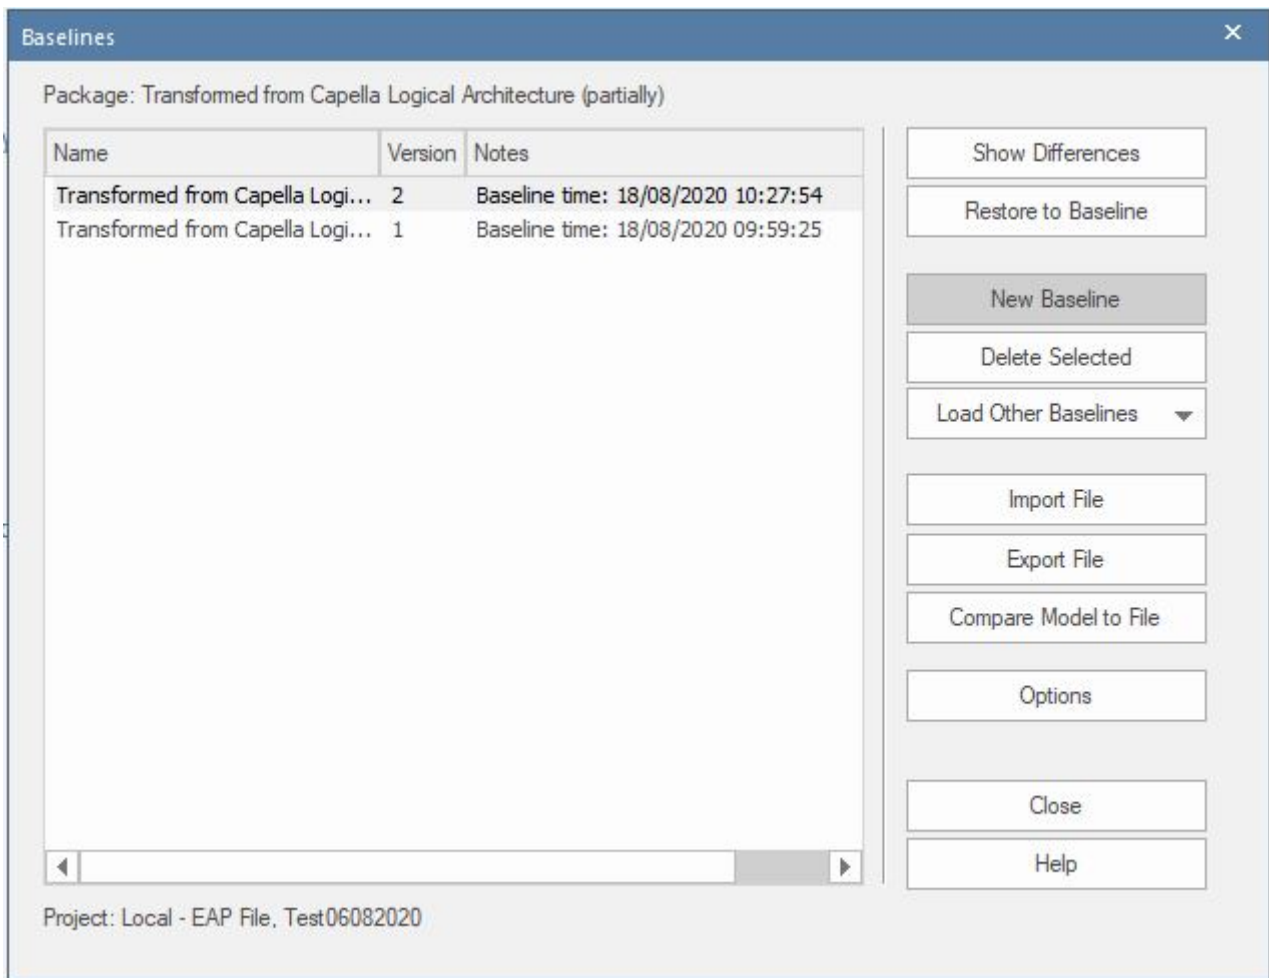 Baselines
Package: Transformed from Capella Logical Architecture (partially)
Name Version Notes
Transformed from Capella Logi... 2 Baseline time: 18/08/2020 10:27:54
Transformed from Capella Logi... 1 Baseline time: 18/08/2020 09:59:25
Show Differences
Restore to Baseline
New Baseline
Delete Selected
Load Other Baselines
Import File
Export File
Compare Model to File
Options
Close
Help
Project: Local - EAP File, Test06082020